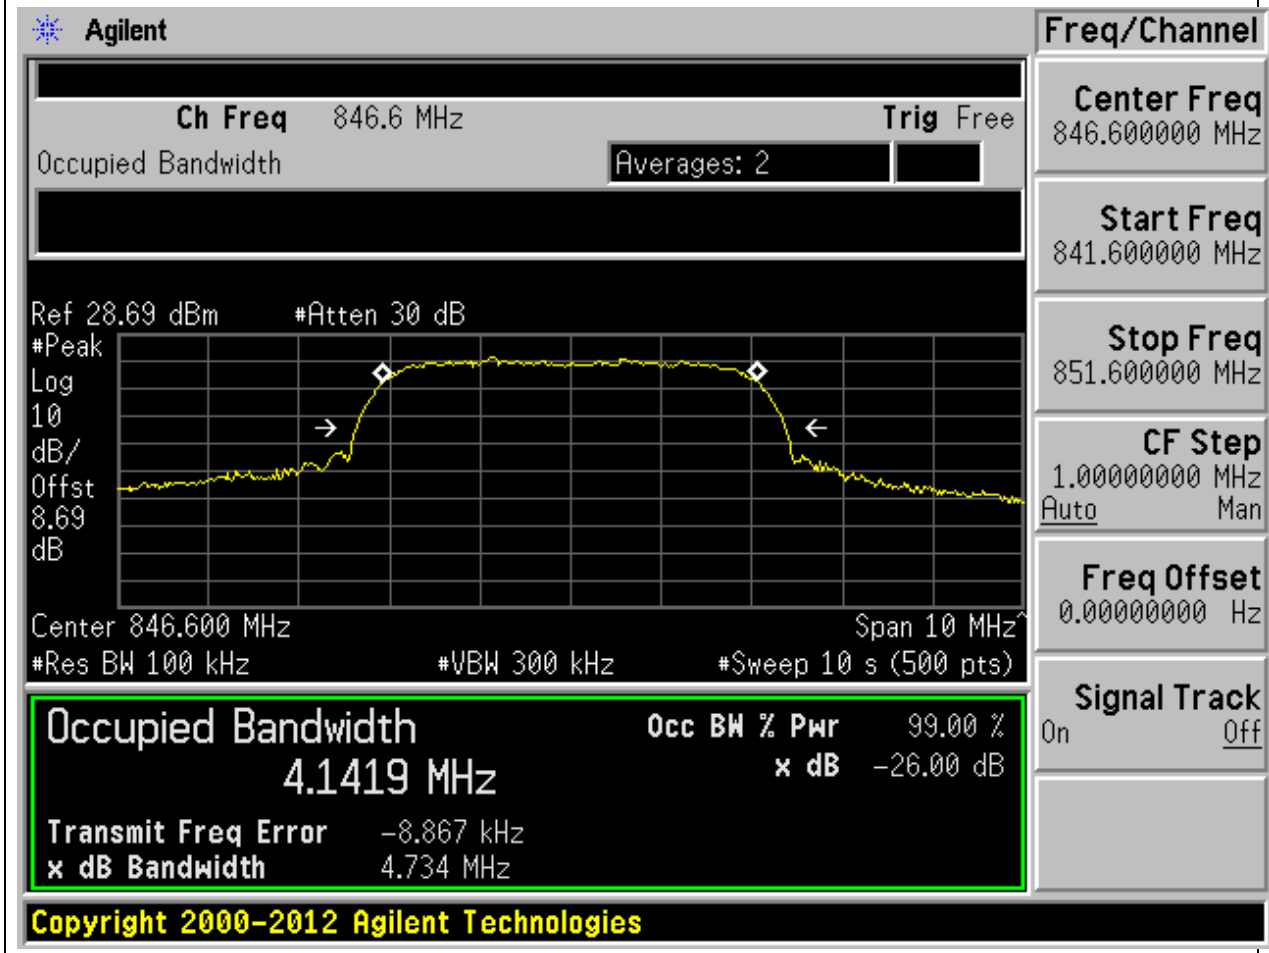 Agilent
Freq/Channel
Ch Freq 846.6 MHz Trig Free
Occupied Bandwidth Averages: 2
Center Freq
846.600000 MHz
Start Freq
841.600000 MHz
Stop Freq
851.600000 MHz
CF Step
1.00000000 MHz
Auto Man
Freq Offset
0.00000000 Hz
Signal Track
On Off
Ref 28.69 dBm #Atten 30 dB
#Peak
Log
10
dB/
Offst
8.69
dB
Center 846.600 MHz Span 10 MHz^
#Res BW 100 kHz #VBW 300 kHz #Sweep 10 s (500 pts)
Occupied Bandwidth Occ BW % Pwr 99.00 %
4.1419 MHz x dB -26.00 dB
Transmit Freq Error -8.867 kHz
x dB Bandwidth 4.734 MHz
Copyright 2000-2012 Agilent Technologies